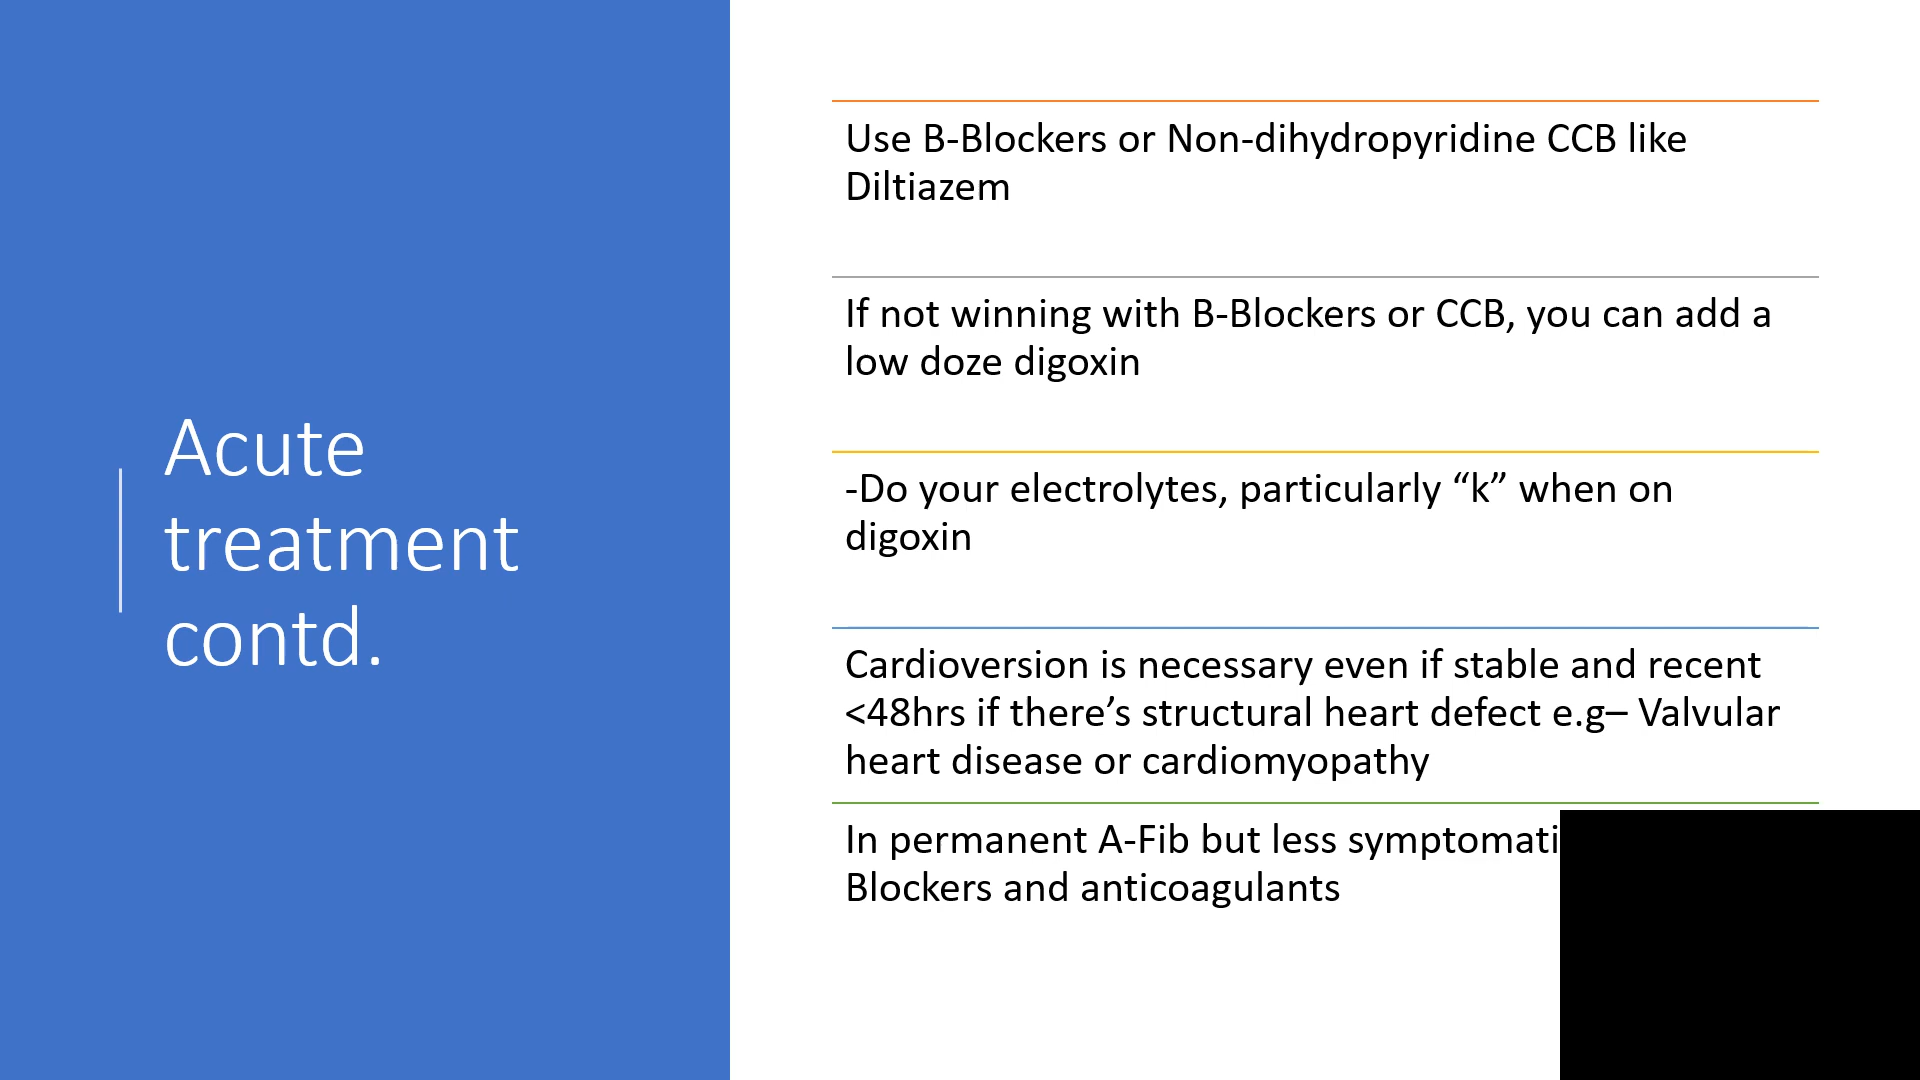 Acute
treatment
contd.
Use B-Blockers or Non-dihydropyridine CCB like
Diltiazem
If not winning with B-Blockers or CCB, you can add a
low doze digoxin
-Do your electrolytes, particularly “k” when on
digoxin
Cardioversion is necessary even if stable and recent
<48hrs if there’s structural heart defect e.g– Valvular
heart disease or cardiomyopathy
In permanent A-Fib but less
Blockers and anticoagulants